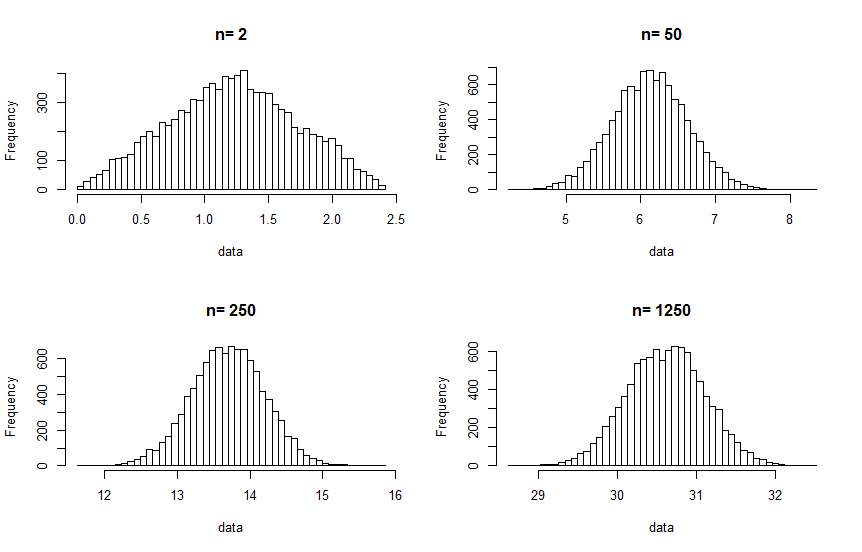 n= 2
Frequency
0 100 300
0.0 0.5 1.0 1.5 2.0 2.5
data
n= 50
Frequency
0 200 400 600
5 6 7 8
data
n= 250
Frequency
0 200 400 600
12 13 14 15 16
data
n= 1250
Frequency
0 200 400 600
29 30 31 32
data